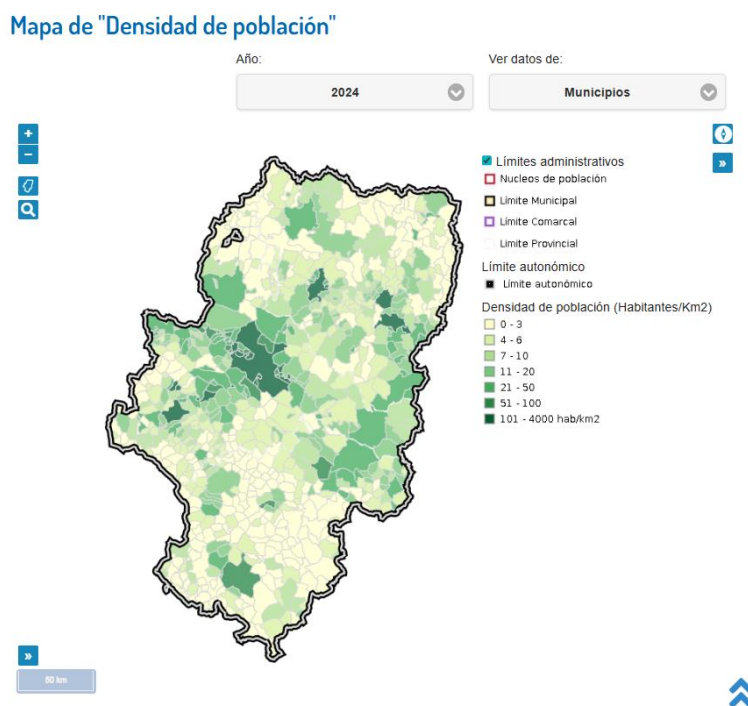 Mapa de "Densidad de población"
Año:
Ver datos de:
2024
Municipios
Límites administrativos
Nucleos de población
Límite Municipal
Límite Comarcal
Limite Provincial
Límite autonómico
Límite autonómico
Densidad de población (Habitantes/Km2)
0 - 3
4 - 6
7 - 10
11 - 20
21 - 50
51 - 100
101 - 4000 hab/km2
50 km